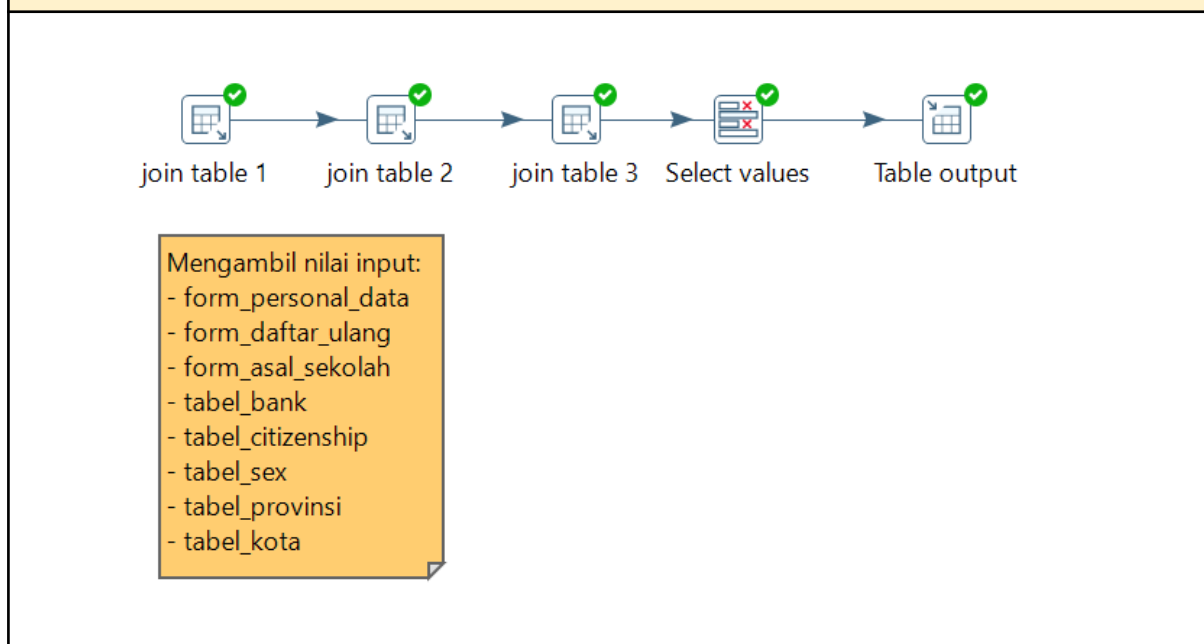 join table 1
join table 2
join table 3
Select values
Table output
Mengambil nilai input:
- form_personal_data
- form_daftar_ulang
- form_asal_sekolah
- tabel_bank
- tabel_citizenship
- tabel_sex
- tabel_provinsi
- tabel_kota